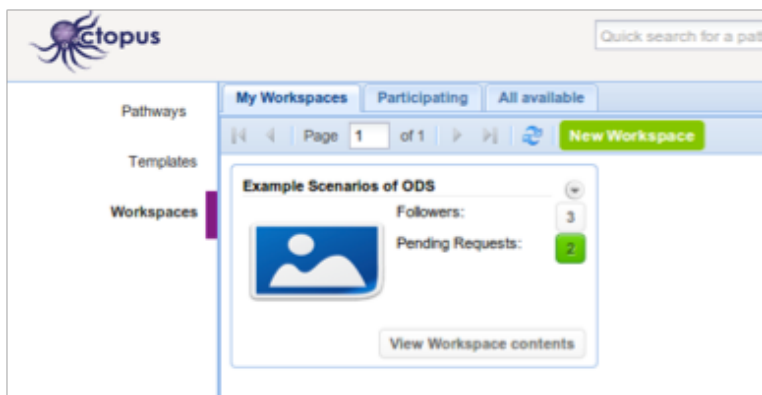 Octopus
Quick search for a pat
Pathways
Templates
Workspaces
My Workspaces Participating All available
Page 1 of 1 New Workspace
Example Scenarios of ODS
Followers: 3
Pending Requests: 2
View Workspace contents